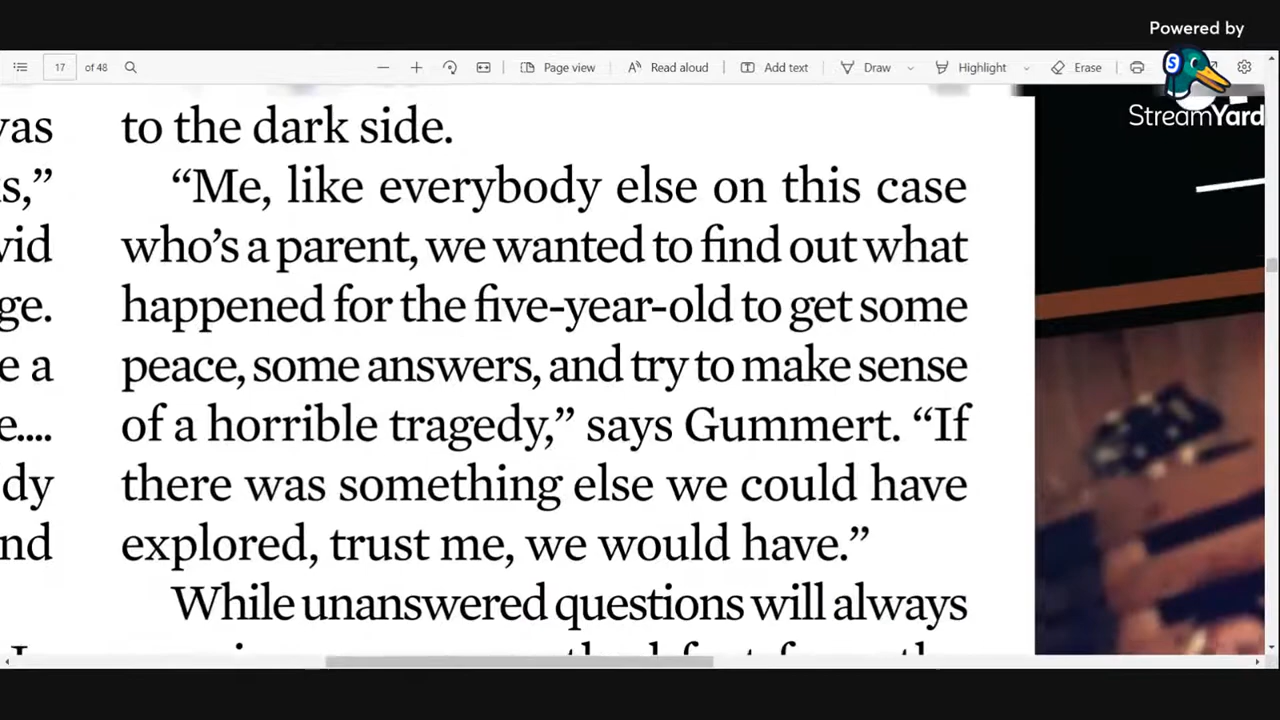 Powered by
17 of 48 Page view Read aloud Add text Draw Highlight Erase
StreamYard
to the dark side.
“Me, like everybody else on this case
who’s a parent, we wanted to find out what
happened for the five-year-old to get some
peace, some answers, and try to make sense
of a horrible tragedy,” says Gummert. “If
there was something else we could have
explored, trust me, we would have.”
While unanswered questions will always
vid
ge.
e a
e....
dy
nd